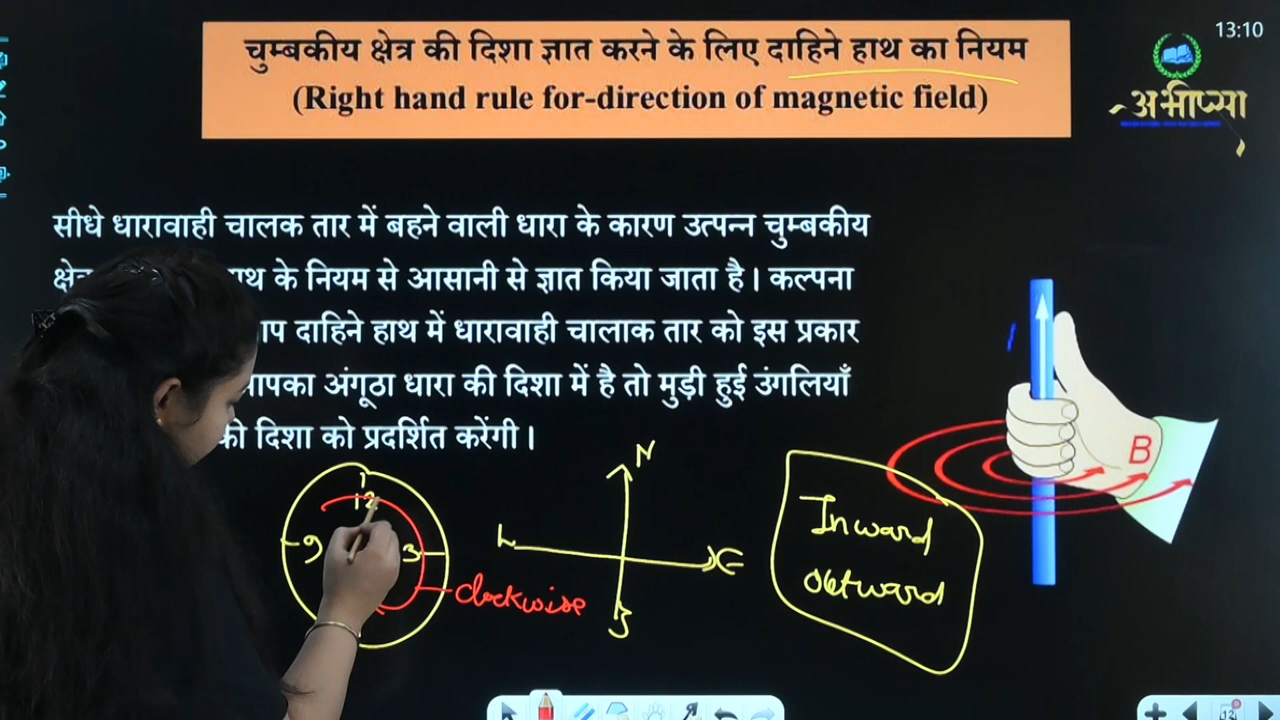 13:10
चुम्बकीय क्षेत्र की दिशा ज्ञात करने के लिए दाहिने हाथ का नियम
(Right hand rule for-direction of magnetic field)
अभीप्सा
सीधे धारावाही चालक तार में बहने वाली धारा के कारण उत्पन्न चुम्बकीय
के नियम से आसानी से ज्ञात किया जाता है। कल्पना
दाहिने हाथ में धारावाही चालाक तार को इस प्रकार
अंगूठा धारा की दिशा में है तो मुड़ी हुई उंगलियाँ
दिशा को प्रदर्शित करेंगी।
I
B
N
12
9
3
clockwise
Inward
outward
12